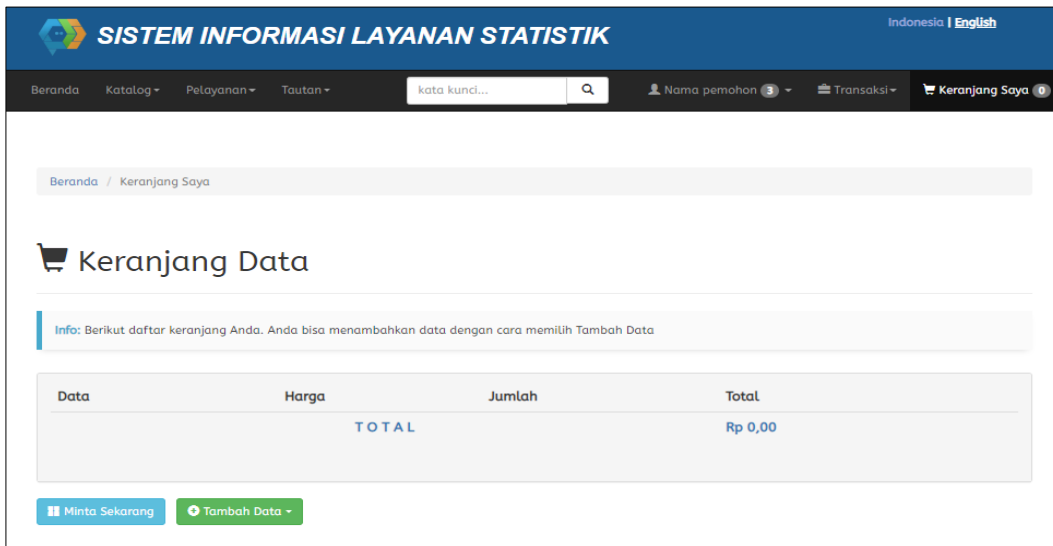 Indonesia | English
SISTEM INFORMASI LAYANAN STATISTIK
Beranda Katalog Pelayanan Tautan kata kunci... Nama pemohon 3 Transaksi Keranjang Saya 0
Beranda / Keranjang Saya
Keranjang Data
Info: Berikut daftar keranjang Anda. Anda bisa menambahkan data dengan cara memilih Tambah Data
Data Harga Jumlah Total
T O T A L Rp 0,00
Minta Sekarang Tambah Data